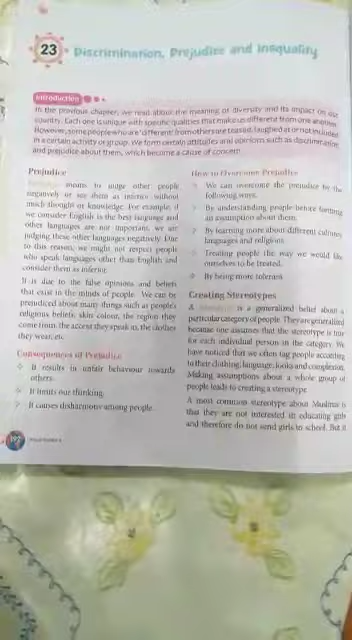 23
Discrimination, Prejudice and Inequality
Introduction
In the previous chapter, we read about the meaning of diversity and its impact on our
country. Each one is unique with specific qualities that make us different from one another.
However, some people who are 'different' from others are teased, laughed at or not included
in a certain activity or group. We form certain attitudes and opinions such as discrimination
and prejudice about them, which become a cause of concern.
Prejudice
means to judge other people
negatively or see them as inferior without
much thought or knowledge. For example, if
we consider English is the best language and
other languages are not important, we are
judging these other languages negatively. Due
to this reason, we might not respect people
who speak languages other than English and
consider them as inferior.
It is due to the false opinions and beliefs
that exist in the minds of people. We can be
prejudiced about many things such as people's
religious beliefs, skin colour, the region they
come from, the accent they speak in, the clothes
they wear, etc.
Consequences of Prejudice
It results in unfair behaviour towards
others.
It limits our thinking.
It causes disharmony among people.
How to Overcome Prejudice
We can overcome the prejudice by the
following ways.
By understanding people before forming
an assumption about them.
By learning more about different cultures,
languages and religions.
Treating people the way we would like
ourselves to be treated.
By being more tolerant.
Creating Stereotypes
A is a generalized belief about a
particular category of people. They are generalized
because one assumes that the stereotype is true
for each individual person in the category. We
have noticed that we often tag people according
to their clothing, language, looks and complexion.
Making assumptions about a whole group of
people leads to creating a stereotype.
A most common stereotype about Muslims is
that they are not interested in educating girls
and therefore do not send girls to school. But it